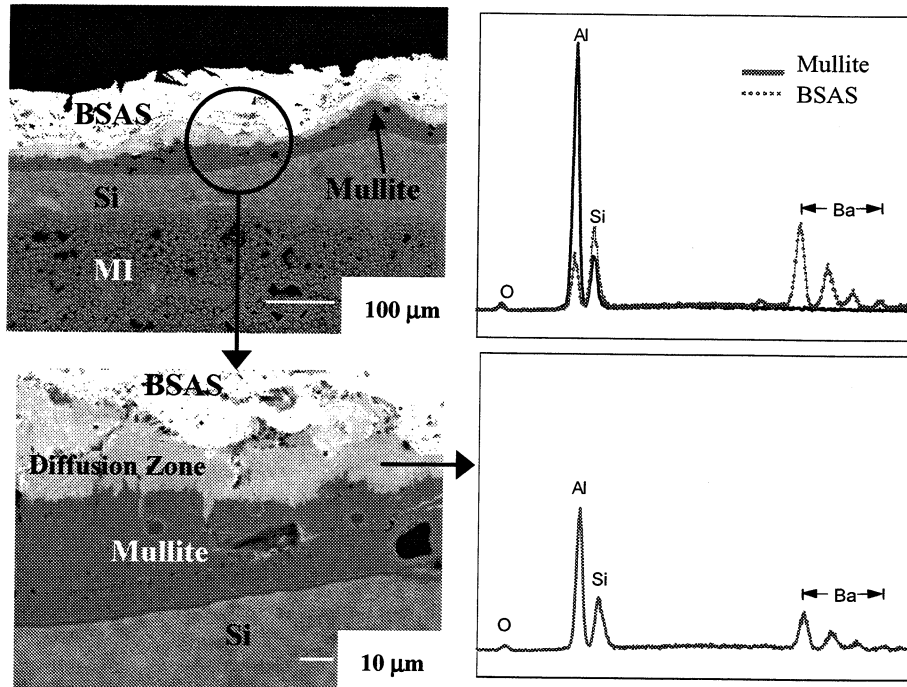 BSAS
Si
Mullite
MI
100 µm
BSAS
Diffusion Zone
Mullite
Si
10 µm
Al
Mullite
BSAS
Si
Ba
O
Al
Si
Ba
O